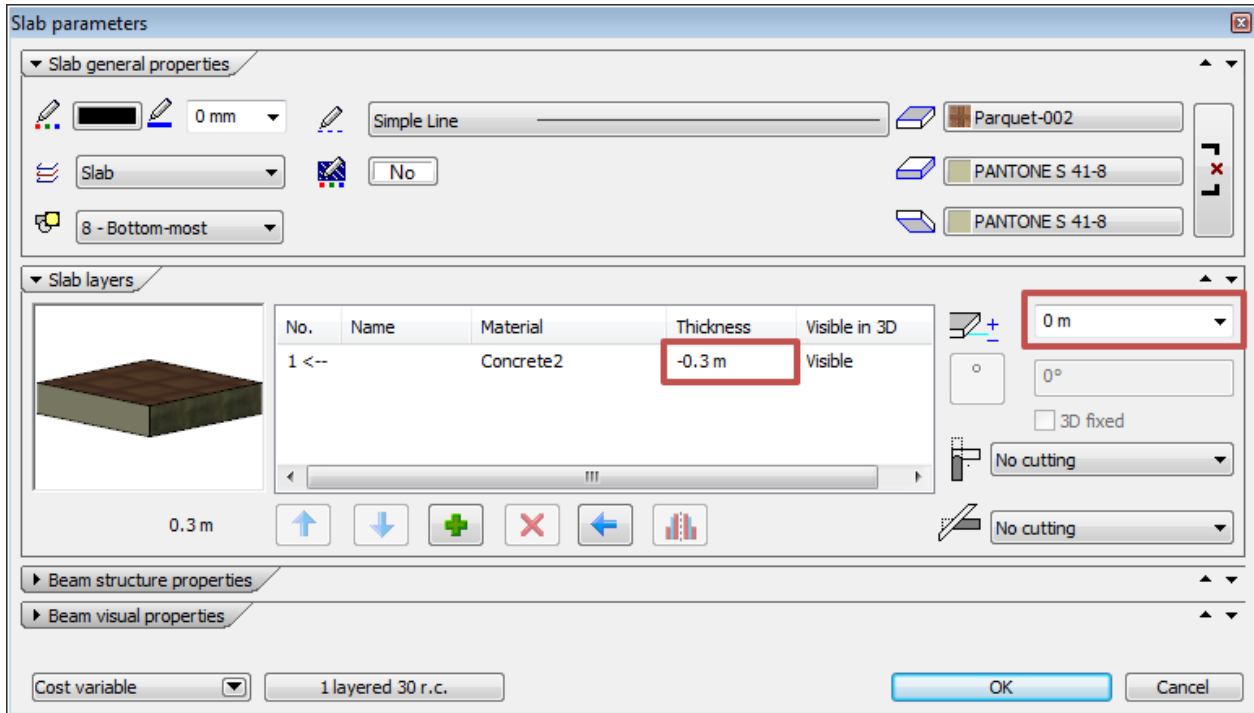 Slab parameters
Slab general properties
0 mm
Simple Line
Parquet-002
Slab
No
PANTONE S 41-8
8 - Bottom-most
PANTONE S 41-8
Slab layers
No. Name Material Thickness Visible in 3D
1 <-- Concrete2 -0.3 m Visible
+
-
0 m
°
0°
3D fixed
No cutting
0.3 m
No cutting
Beam structure properties
Beam visual properties
Cost variable
1 layered 30 r.c.
OK
Cancel